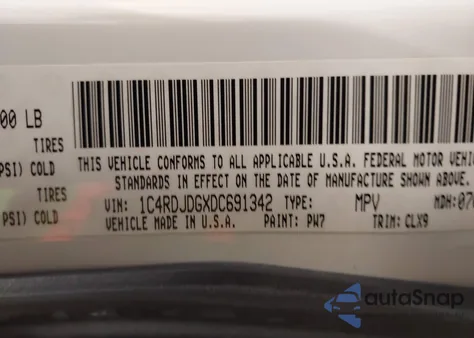 00 LB
TIRES
PSI) COLD
TIRES
PSI) COLD
THIS VEHICLE CONFORMS TO ALL APPLICABLE U.S.A. FEDERAL MOTOR VEHI
STANDARDS IN EFFECT ON THE DATE OF MANUFACTURE SHOWN ABOVE.
VIN: 1C4RDJDGXDC691342 TYPE: MPV MDH:070
VEHICLE MADE IN U.S.A. PAINT: PW7 TRIM: CLX9
autoSnap